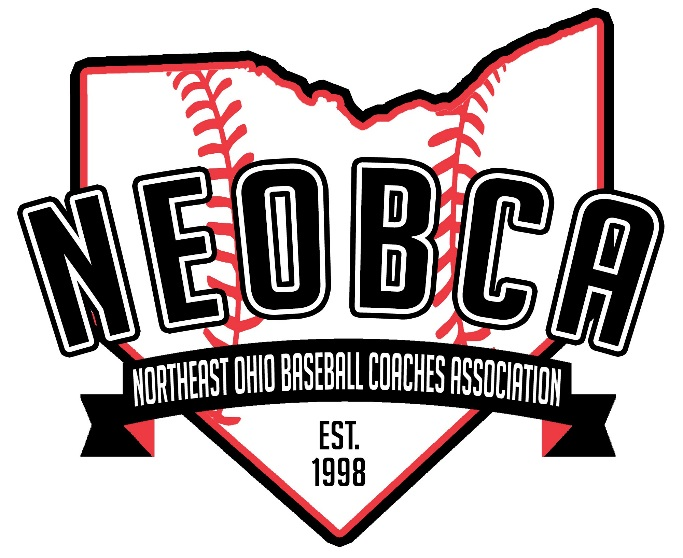 NEOBCA
NORTHEAST OHIO BASEBALL COACHES ASSOCIATION
EST.
1998